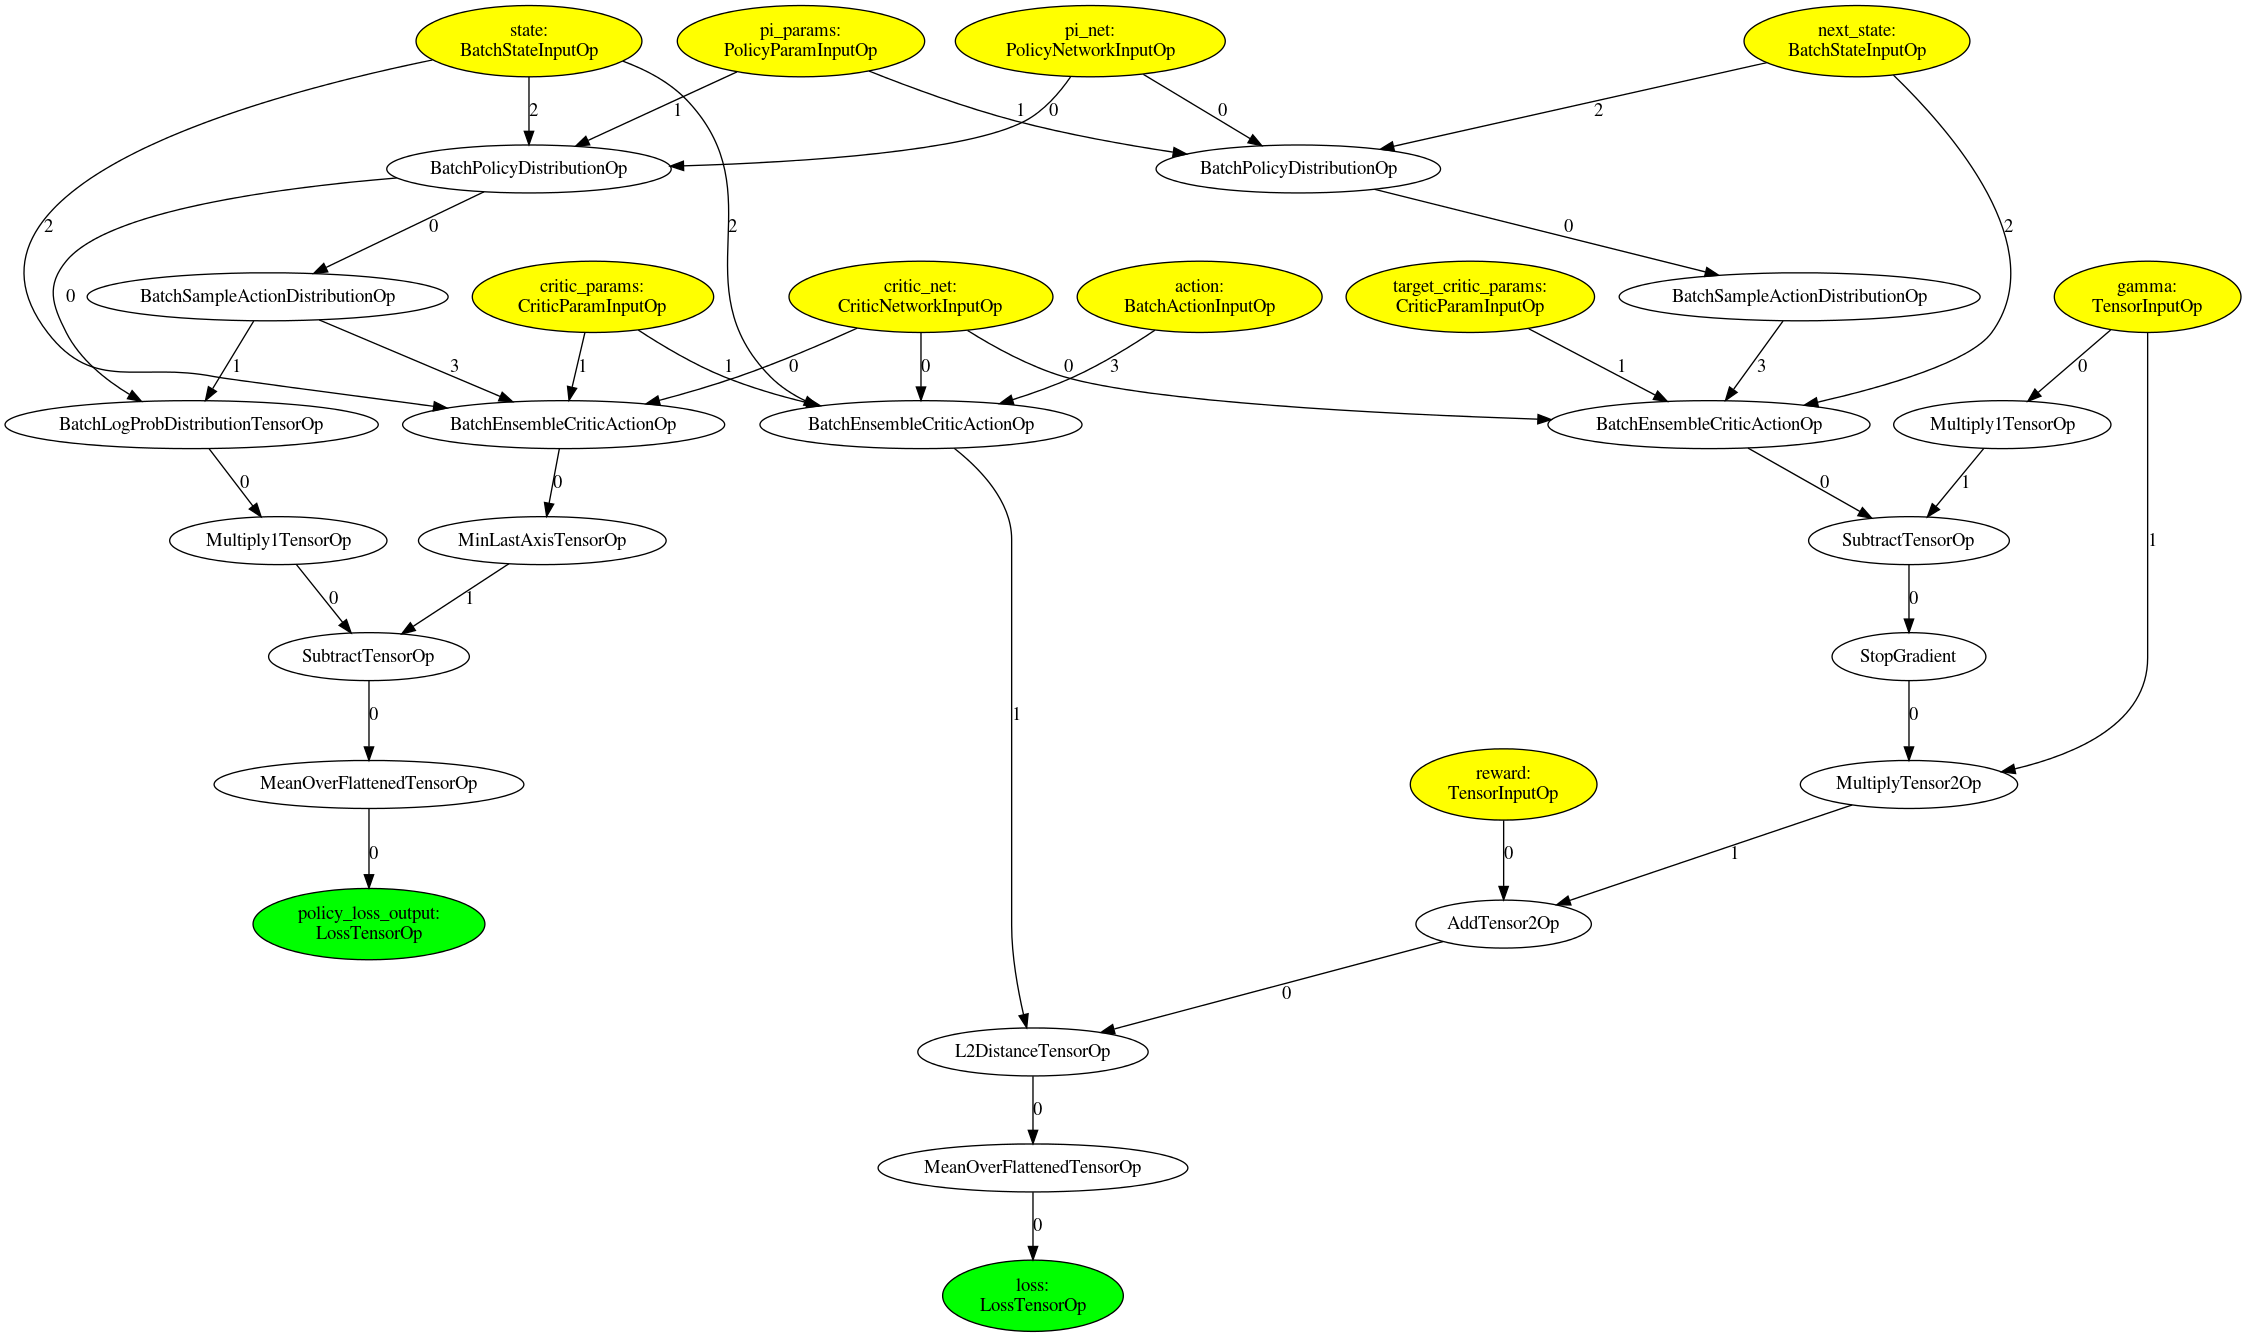 state:
BatchStateInputOp
pi_params:
PolicyParamInputOp
pi_net:
PolicyNetworkInputOp
next_state:
BatchStateInputOp
2
1
0
1
0
2
BatchPolicyDistributionOp
BatchPolicyDistributionOp
2
0
2
0
2
0
BatchSampleActionDistributionOp
critic_params:
CriticParamInputOp
critic_net:
CriticNetworkInputOp
action:
BatchActionInputOp
target_critic_params:
CriticParamInputOp
BatchSampleActionDistributionOp
gamma:
TensorInputOp
1
3
1
1
0
0
0
3
1
3
0
BatchLogProbDistributionTensorOp
BatchEnsembleCriticActionOp
BatchEnsembleCriticActionOp
BatchEnsembleCriticActionOp
Multiply1TensorOp
0
0
0
1
Multiply1TensorOp
MinLastAxisTensorOp
SubtractTensorOp
1
0
1
0
SubtractTensorOp
StopGradient
0
1
0
MeanOverFlattenedTensorOp
reward:
TensorInputOp
MultiplyTensor2Op
0
0
1
policy_loss_output:
LossTensorOp
AddTensor2Op
0
L2DistanceTensorOp
0
MeanOverFlattenedTensorOp
0
loss:
LossTensorOp